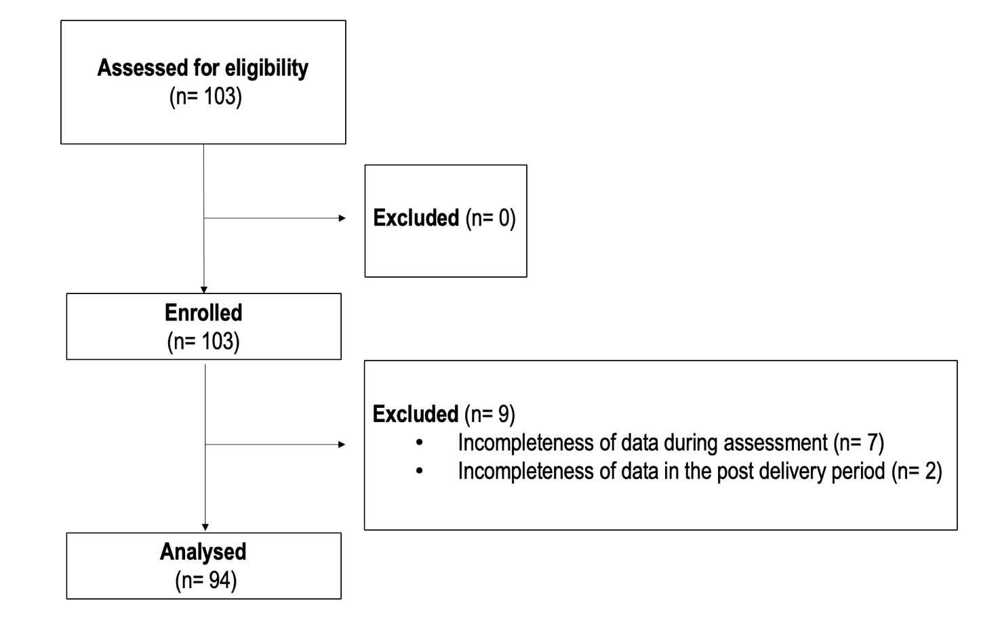 Assessed for eligibility
(n= 103)
Excluded (n= 0)
Enrolled
(n= 103)
Excluded (n= 9)
• Incompleteness of data during assessment (n= 7)
• Incompleteness of data in the post delivery period (n= 2)
Analysed
(n= 94)